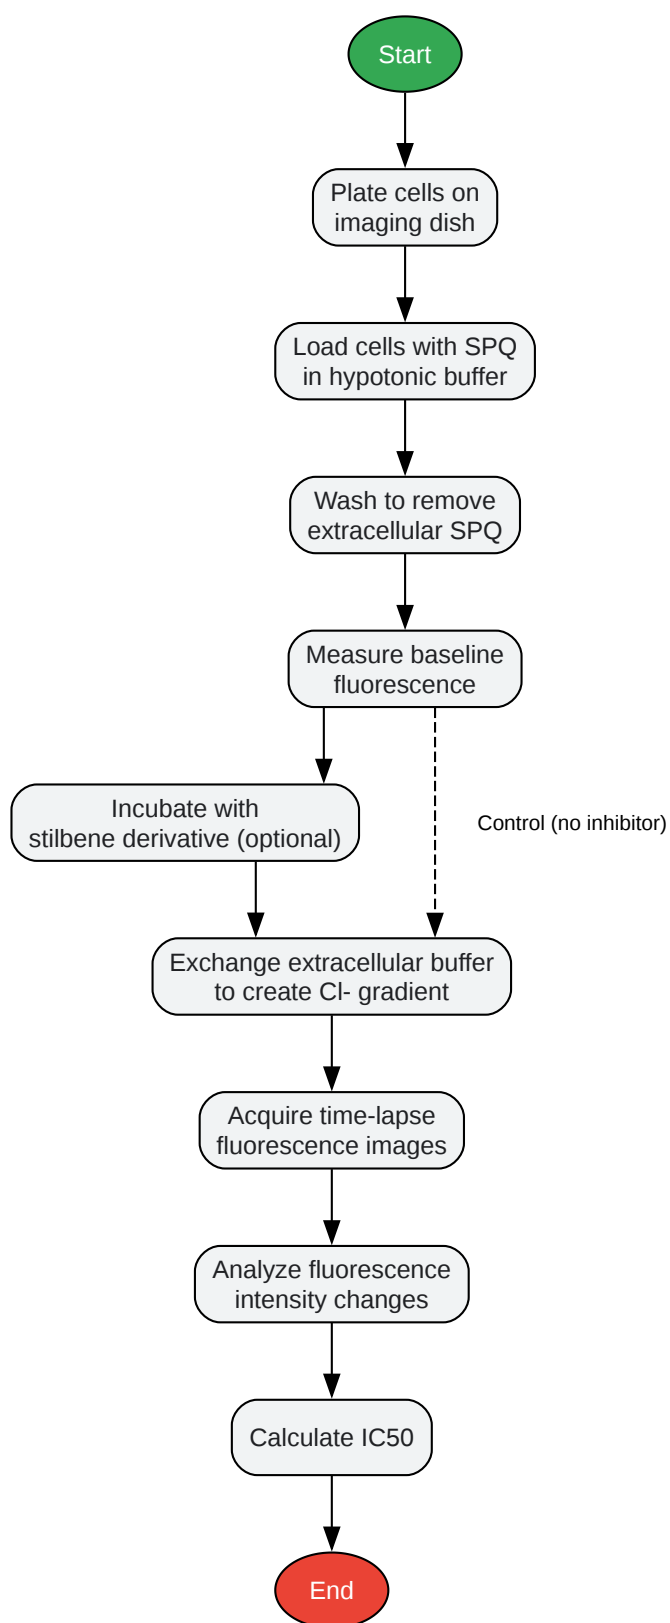 Start
Plate cells on
imaging dish
Load cells with SPQ
in hypotonic buffer
Wash to remove
extracellular SPQ
Measure baseline
fluorescence
Incubate with
stilbene derivative (optional)
Control (no inhibitor)
Exchange extracellular buffer
to create Cl- gradient
Acquire time-lapse
fluorescence images
Analyze fluorescence
intensity changes
Calculate IC50
End